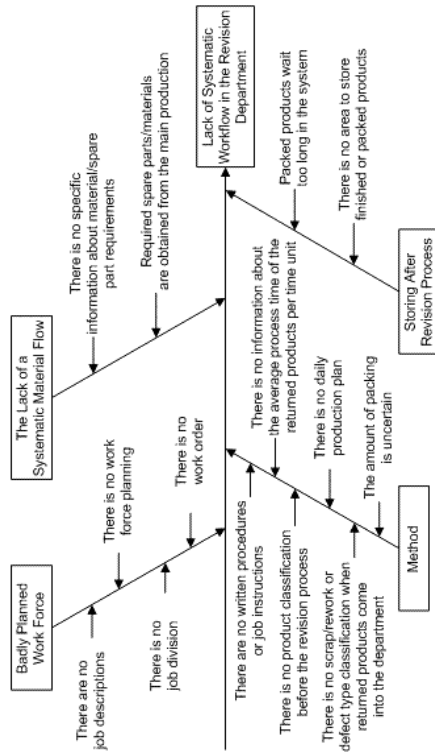 Badly Planned
Work Force
The Lack of a
Systematic Material Flow
There are no
job descriptions
There is no work
force planning
There is no
job division
There is no
work order
There is no specific
information about material/spare
part requirements
Required spare parts/materials
are obtained from the main production
Lack of Systematic
Workflow in the Revision
Department
There are no written procedures
or job instructions
There is no information about
the average process time of the
returned products per time unit
There is no product classification
before the revision process
There is no daily
production plan
There is no scrap/rework or
defect type classification when
returned products come
into the department
The amount of packing
is uncertain
Method
Packed products wait
too long in the system
There is no area to store
finished or packed products
Storing After
Revision Process